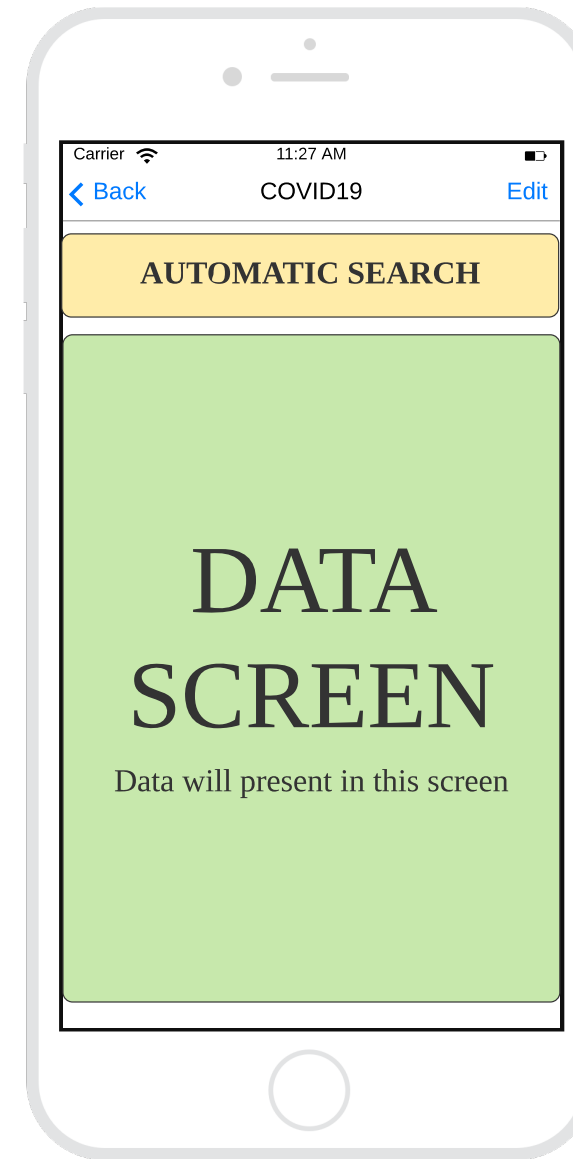 Carrier 11:27 AM
Back COVID19 Edit
AUTOMATIC SEARCH
DATA
SCREEN
Data will present in this screen